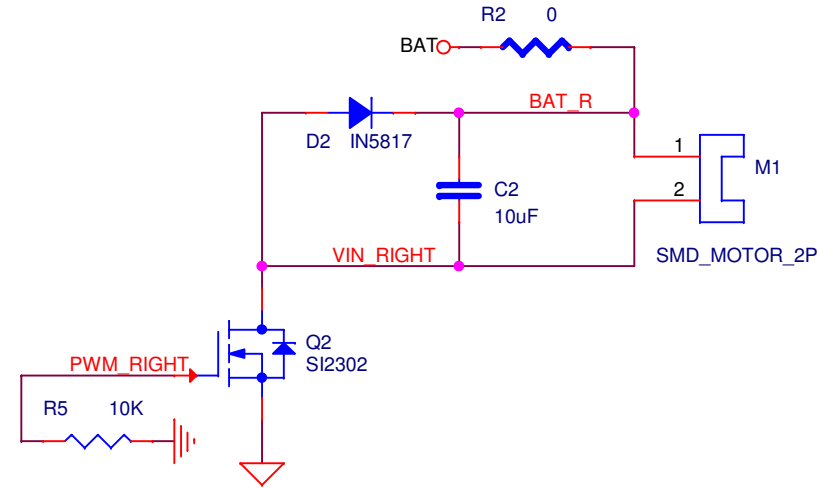 R2 0
BAT
BAT_R
D2 IN5817
1
M1
2
C2
10uF
VIN_RIGHT
SMD_MOTOR_2P
Q2
SI2302
PWM_RIGHT
R5 10K